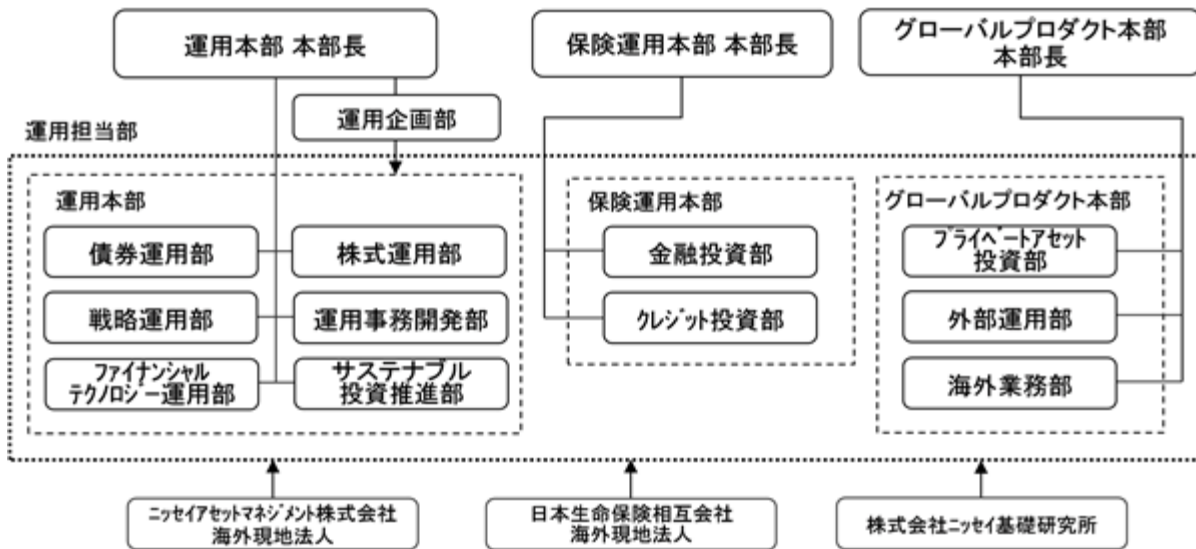 運用本部 本部長
保険運用本部 本部長
グローバルプロダクト本部
本部長
運用企画部
運用担当部
運用本部
債券運用部
株式運用部
戦略運用部
運用事務開発部
ファイナンシャル
テクノロジー運用部
サステナブル
投資推進部
保険運用本部
金融投資部
クレジット投資部
グローバルプロダクト本部
プライベートアセット
投資部
外部運用部
海外業務部
ニッセイアセットマネジメント株式会社
海外現地法人
日本生命保険相互会社
海外現地法人
株式会社ニッセイ基礎研究所